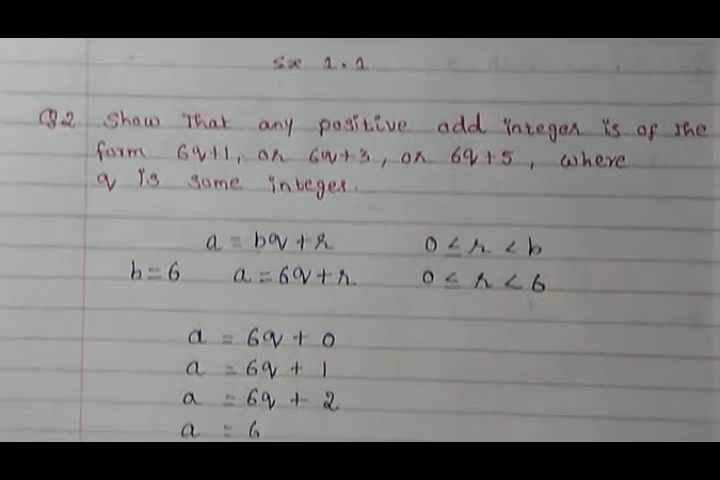 Ex 1.1
Q2 Show That any positive odd integer is of the
form 6q+1, or 6q+3, or 6q+5, where
q is some integer.
a = bq + r 0 ≤ r < b
b = 6 a = 6q + r 0 ≤ r < 6
a = 6q + 0
a = 6q + 1
a = 6q + 2
a = 6